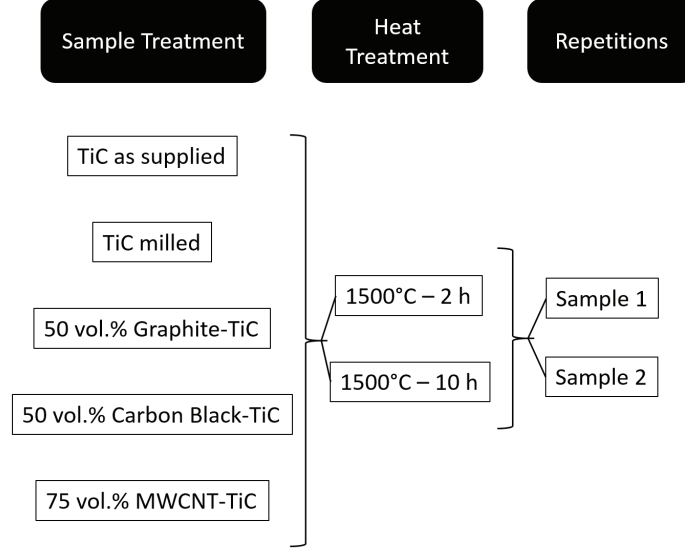 Sample Treatment
Heat
Treatment
Repetitions
TiC as supplied
TiC milled
50 vol.% Graphite-TiC
50 vol.% Carbon Black-TiC
75 vol.% MWCNT-TiC
1500°C – 2 h
1500°C – 10 h
Sample 1
Sample 2